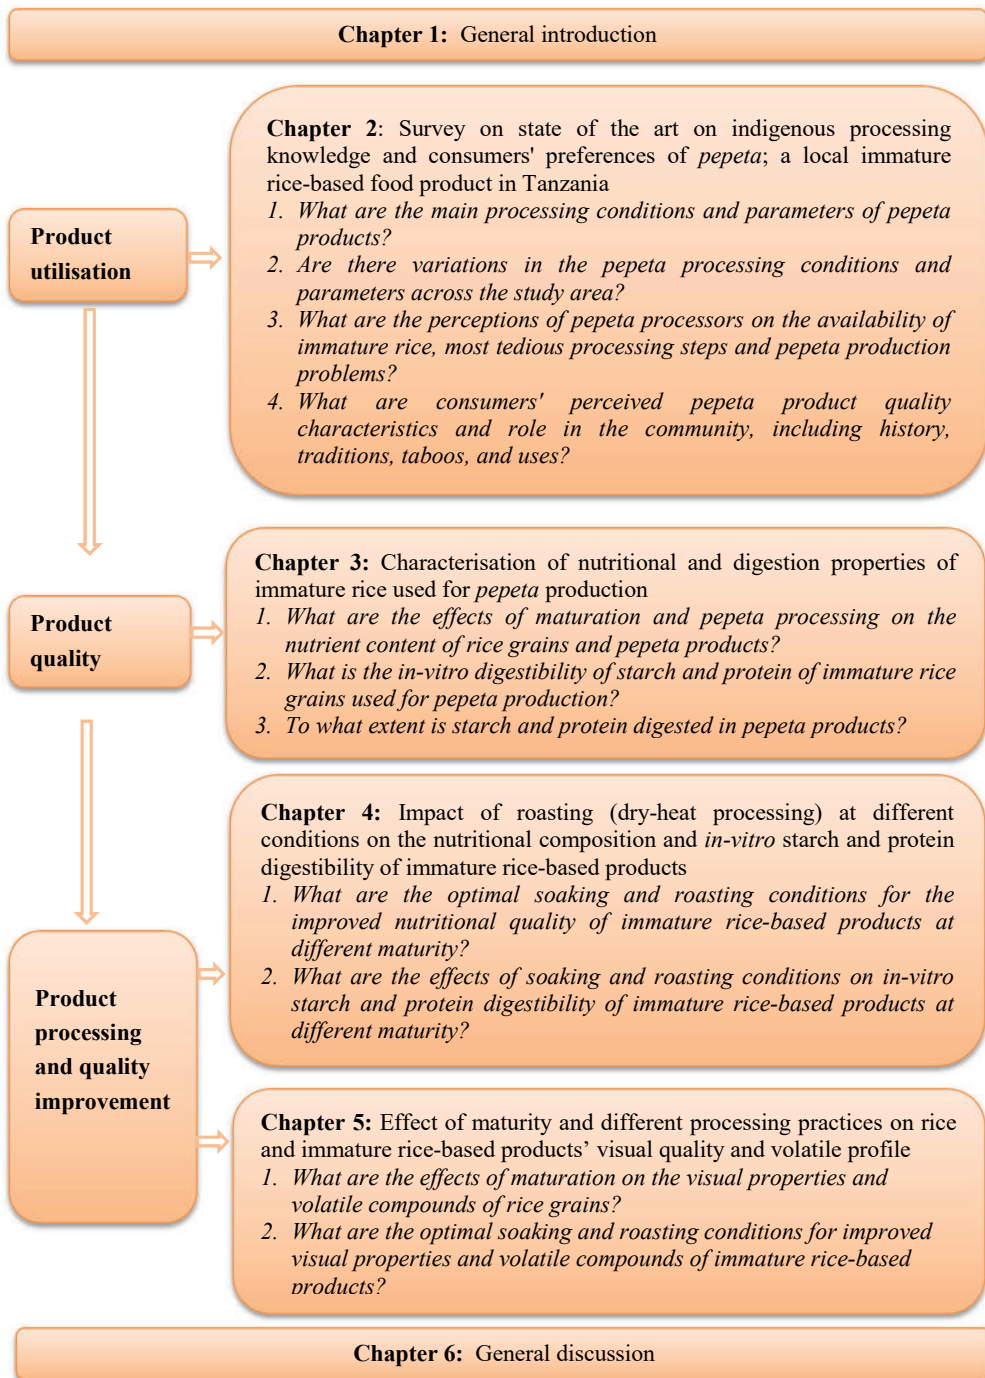 Chapter 1: General introduction
Chapter 2: Survey on state of the art on indigenous processing
knowledge and consumers' preferences of pepeta; a local immature
rice-based food product in Tanzania
1. What are the main processing conditions and parameters of pepeta
products?
2. Are there variations in the pepeta processing conditions and
parameters across the study area?
3. What are the perceptions of pepeta processors on the availability of
immature rice, most tedious processing steps and pepeta production
problems?
4. What are consumers' perceived pepeta product quality
characteristics and role in the community, including history,
traditions, taboos, and uses?
Product
utilisation
Chapter 3: Characterisation of nutritional and digestion properties of
immature rice used for pepeta production
1. What are the effects of maturation and pepeta processing on the
nutrient content of rice grains and pepeta products?
2. What is the in-vitro digestibility of starch and protein of immature rice
grains used for pepeta production?
3. To what extent is starch and protein digested in pepeta products?
Product
quality
Chapter 4: Impact of roasting (dry-heat processing) at different
conditions on the nutritional composition and in-vitro starch and protein
digestibility of immature rice-based products
1. What are the optimal soaking and roasting conditions for the
improved nutritional quality of immature rice-based products at
different maturity?
2. What are the effects of soaking and roasting conditions on in-vitro
starch and protein digestibility of immature rice-based products at
different maturity?
Product
processing
and quality
improvement
Chapter 5: Effect of maturity and different processing practices on rice
and immature rice-based products’ visual quality and volatile profile
1. What are the effects of maturation on the visual properties and
volatile compounds of rice grains?
2. What are the optimal soaking and roasting conditions for improved
visual properties and volatile compounds of immature rice-based
products?
Chapter 6: General discussion